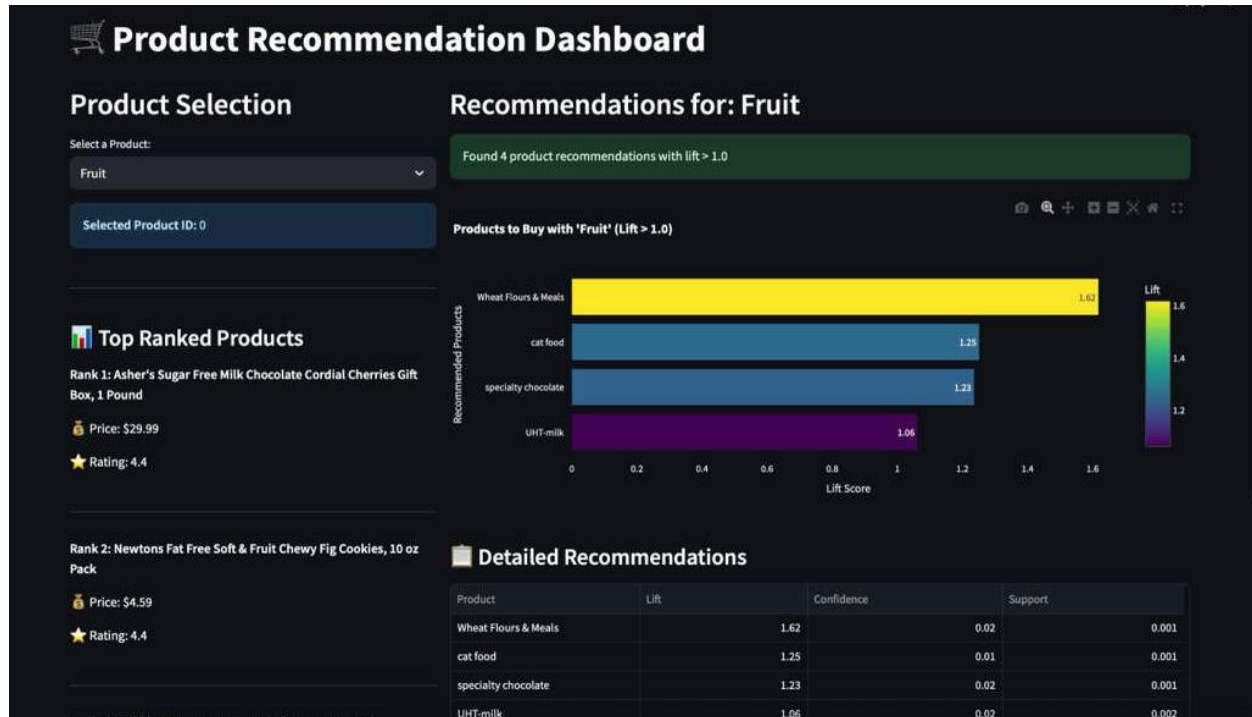 Product Recommendation Dashboard
Product Selection
Select a Product:
Fruit
Selected Product ID: 0
Top Ranked Products
Rank 1: Asher's Sugar Free Milk Chocolate Cordial Cherries Gift
Box, 1 Pound
Price: $29.99
Rating: 4.4
Rank 2: Newtons Fat Free Soft & Fruit Chewy Fig Cookies, 10 oz
Pack
Price: $4.59
Rating: 4.4
Recommendations for: Fruit
Found 4 product recommendations with lift > 1.0
Products to Buy with 'Fruit' (Lift > 1.0)
Recommended Products
Wheat Flours & Meals 1.62
cat food 1.25
specialty chocolate 1.23
UHT-milk 1.06
0 0.2 0.4 0.6 0.8 1 1.2 1.4 1.6
Lift Score
Lift
1.6
1.4
1.2
Detailed Recommendations
Product Lift Confidence Support
Wheat Flours & Meals 1.62 0.02 0.001
cat food 1.25 0.01 0.001
specialty chocolate 1.23 0.02 0.001
UHT-milk 1.06 0.02 0.002